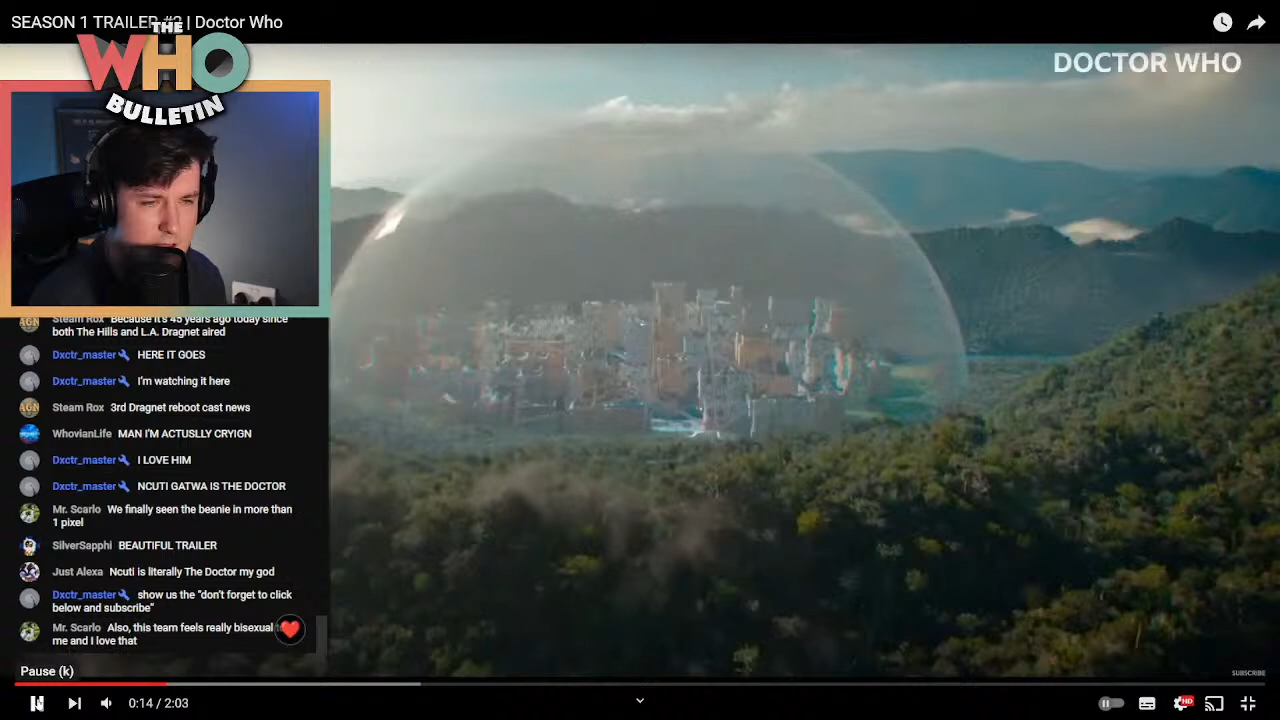 SEASON 1 TRAILER #2 | Doctor Who
THE
WHO
BULLETIN
DOCTOR WHO
AGN Steam Rox Because it's 45 years ago today since
both The Hills and L.A. Dragnet aired
Dxctr_master HERE IT GOES
Dxctr_master I'm watching it here
AGN Steam Rox 3rd Dragnet reboot cast news
WhovianLife MAN I'M ACTUSLLY CRYIGN
Dxctr_master I LOVE HIM
Dxctr_master NCUTI GATWA IS THE DOCTOR
Mr. Scarlo We finally seen the beanie in more than
1 pixel
SilverSapphi BEAUTIFUL TRAILER
Just Alexa Ncuti is literally The Doctor my god
Dxctr_master show us the "don't forget to click
below and subscribe"
Mr. Scarlo Also, this team feels really bisexual
me and I love that
Pause (k)
SUBSCRIBE
0:14 / 2:03
HD